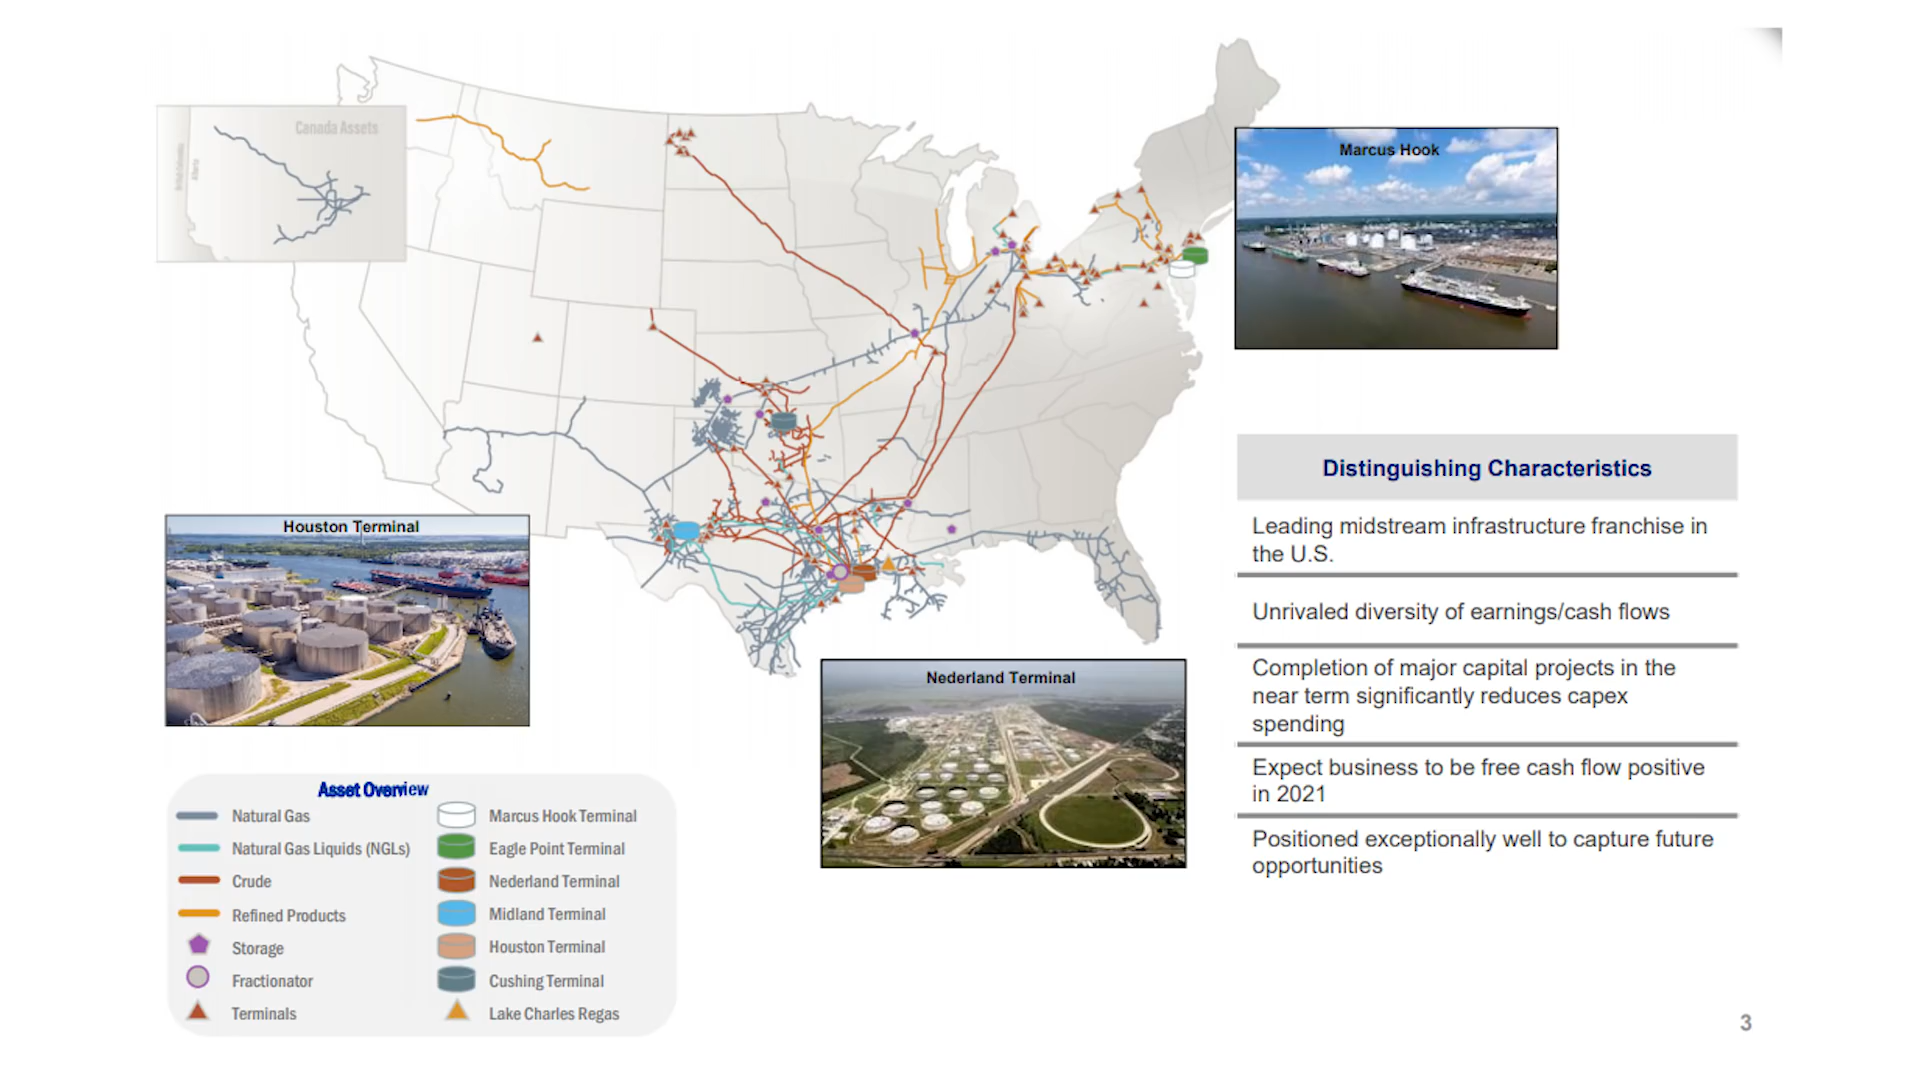 Canada Assets
Alberta
Marcus Hook
Houston Terminal
Nederland Terminal
Distinguishing Characteristics
Leading midstream infrastructure franchise in
the U.S.
Unrivaled diversity of earnings/cash flows
Completion of major capital projects in the
near term significantly reduces capex
spending
Expect business to be free cash flow positive
in 2021
Positioned exceptionally well to capture future
opportunities
Asset Overview
Natural Gas
Natural Gas Liquids (NGLs)
Crude
Refined Products
Storage
Fractionator
Terminals
Marcus Hook Terminal
Eagle Point Terminal
Nederland Terminal
Midland Terminal
Houston Terminal
Cushing Terminal
Lake Charles Regas
3